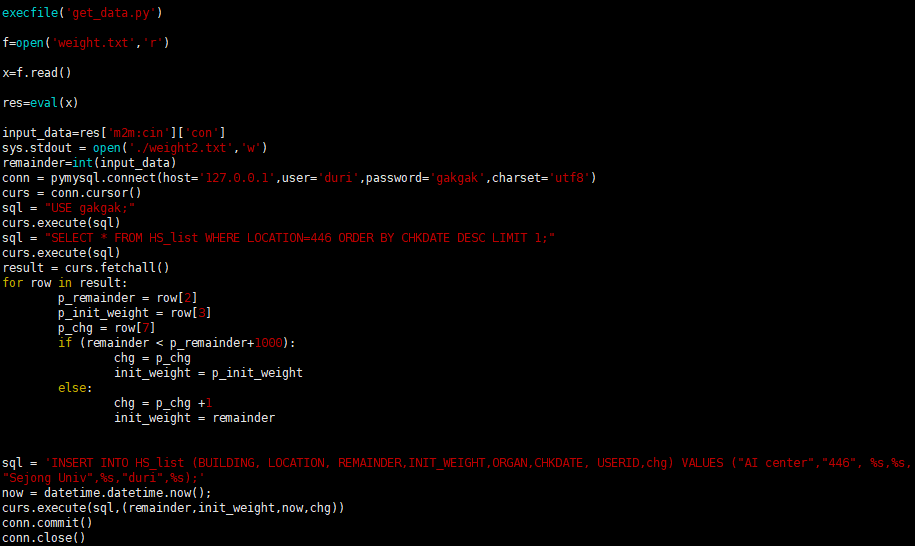 execfile('get_data.py')
f=open('weight.txt','r')
x=f.read()
res=eval(x)
input_data=res['m2m:cin']['con']
sys.stdout = open('./weight2.txt','w')
remainder=int(input_data)
conn = pymysql.connect(host='127.0.0.1',user='duri',password='gakgak',charset='utf8')
curs = conn.cursor()
sql = "USE gakgak;"
curs.execute(sql)
sql = "SELECT * FROM HS_list WHERE LOCATION=446 ORDER BY CHKDATE DESC LIMIT 1;"
curs.execute(sql)
result = curs.fetchall()
for row in result:
        p_remainder = row[2]
        p_init_weight = row[3]
        p_chg = row[7]
        if (remainder < p_remainder+1000):
                chg = p_chg
                init_weight = p_init_weight
        else:
                chg = p_chg +1
                init_weight = remainder
sql = 'INSERT INTO HS_list (BUILDING, LOCATION, REMAINDER,INIT_WEIGHT,ORGAN,CHKDATE, USERID,chg) VALUES ("AI center","446", %s,%s,
"Sejong Univ",%s,"duri",%s);'
now = datetime.datetime.now();
curs.execute(sql,(remainder,init_weight,now,chg))
conn.commit()
conn.close()